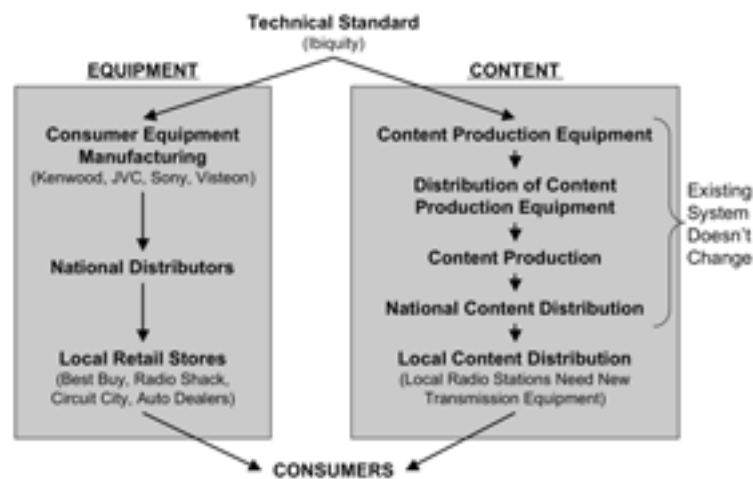 Technical Standard
(Ibiquity)
EQUIPMENT
CONTENT
Consumer Equipment
Manufacturing
(Kenwood, JVC, Sony, Visteon)
National Distributors
Local Retail Stores
(Best Buy, Radio Shack,
Circuit City, Auto Dealers)
Content Production Equipment
Distribution of Content
Production Equipment
Content Production
National Content Distribution
Local Content Distribution
(Local Radio Stations Need New
Transmission Equipment)
Existing
System
Doesn't
Change
CONSUMERS